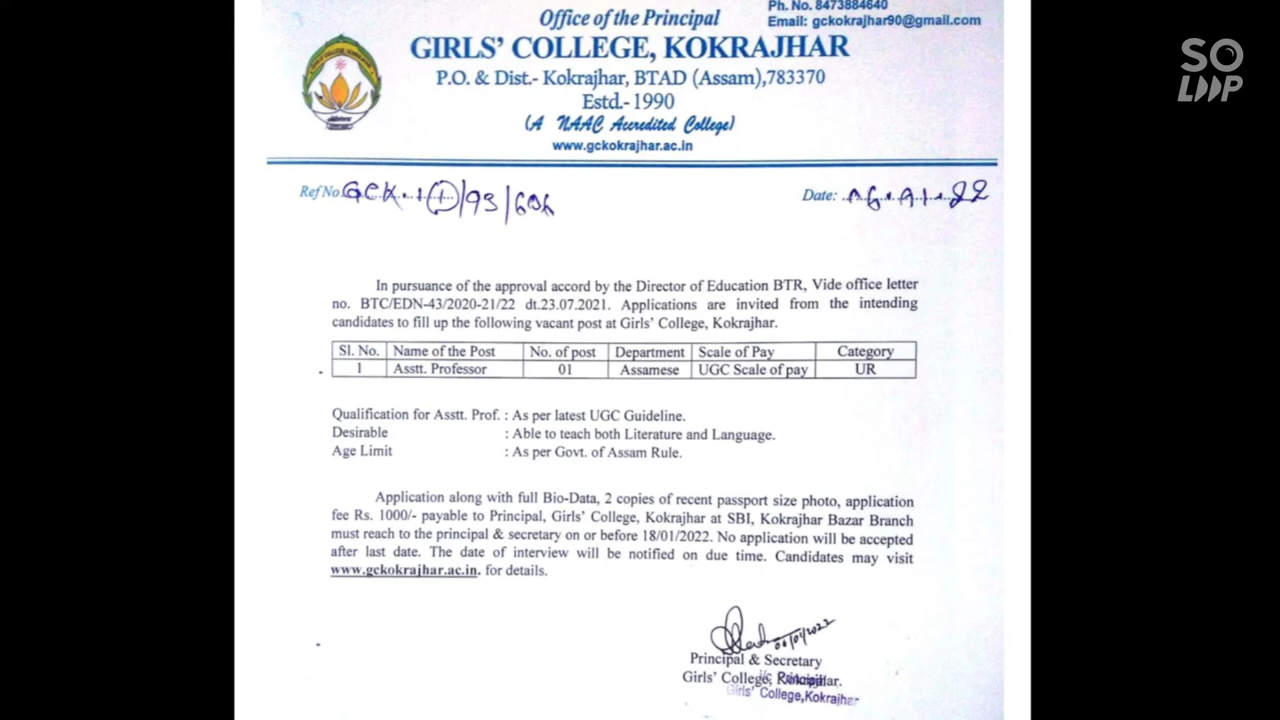 Office of the Principal
Ph. No. 8473884640
Email: gckokrajhar90@gmail.com
GIRLS' COLLEGE, KOKRAJHAR
P.O. & Dist.- Kokrajhar, BTAD (Assam),783370
Estd.-1990
(A NAAC Accredited College)
www.gckokrajhar.ac.in
SO
LOOP
Ref No
Date:
In pursuance of the approval accord by the Director of Education BTR, Vide office letter
no. BTC/EDN-43/2020-21/22 dt.23.07.2021. Applications are invited from the intending
candidates to fill up the following vacant post at Girls' College, Kokrajhar.
Sl. No. Name of the Post No. of post Department Scale of Pay Category
1 Asstt. Professor 01 Assamese UGC Scale of pay UR
Qualification for Asstt. Prof. : As per latest UGC Guideline.
Desirable : Able to teach both Literature and Language.
Age Limit : As per Govt. of Assam Rule.
Application along with full Bio-Data, 2 copies of recent passport size photo, application
fee Rs. 1000/- payable to Principal, Girls' College, Kokrajhar at SBI, Kokrajhar Bazar Branch
must reach to the principal & secretary on or before 18/01/2022. No application will be accepted
after last date. The date of interview will be notified on due time. Candidates may visit
www.gckokrajhar.ac.in. for details.
Principal & Secretary
Girls' College, Kokrajhar.
Girls' College,Kokrajhar